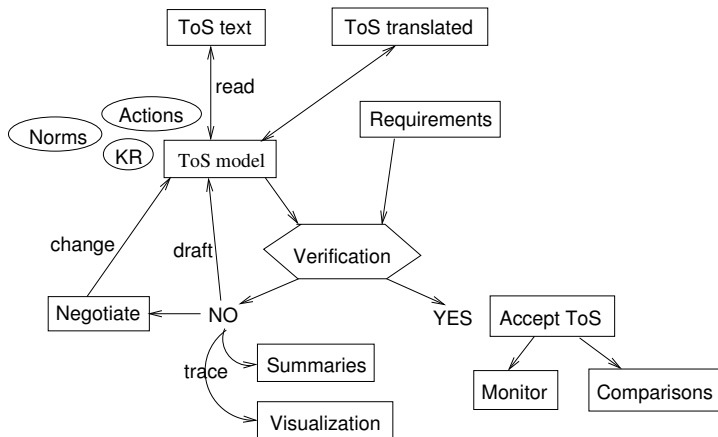 ToS text
ToS translated
read
Actions
Requirements
Norms
KR
ToS model
change
draft
Verification
Negotiate
NO
YES
Accept ToS
trace
Summaries
Monitor
Comparisons
Visualization